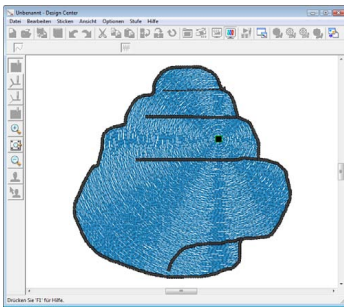 Unbenannt - Design Center
Datei Bearbeiten Sticken Ansicht Optionen Stufe Hilfe
Drücken Sie 'F1' für Hilfe.